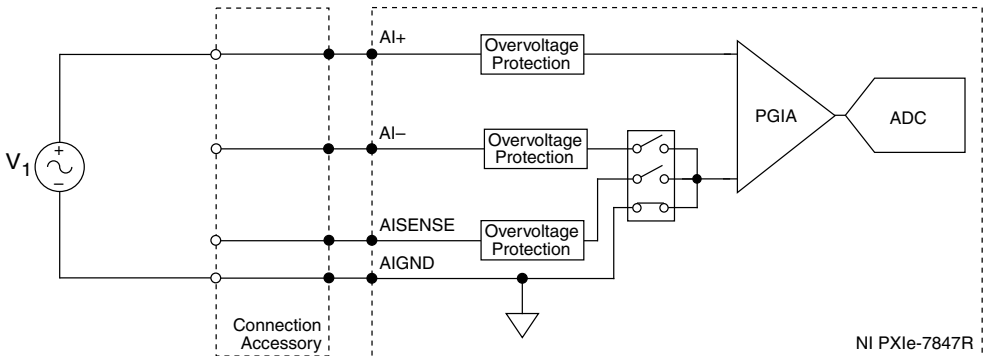 AI+
Overvoltage
Protection
PGIA
ADC
AI–
Overvoltage
Protection
V1
+
–
AISENSE
Overvoltage
Protection
AIGND
Connection
Accessory
NI PXIe-7847R